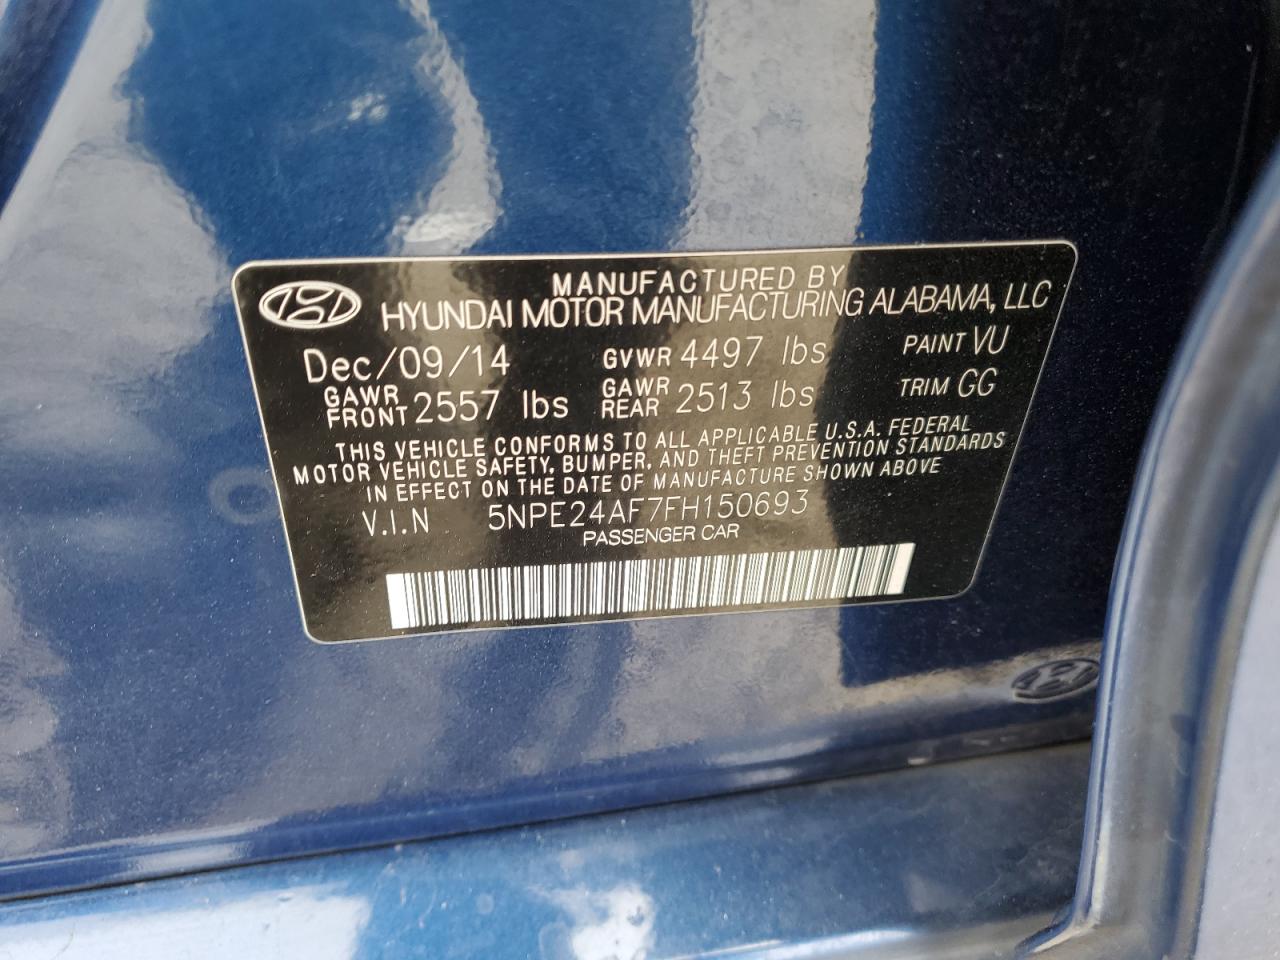 MANUFACTURED BY
HYUNDAI MOTOR MANUFACTURING ALABAMA, LLC
Dec/09/14 GVWR 4497 lbs PAINT VU
GAWR FRONT 2557 lbs GAWR REAR 2513 lbs TRIM GG
THIS VEHICLE CONFORMS TO ALL APPLICABLE U.S.A. FEDERAL
MOTOR VEHICLE SAFETY, BUMPER, AND THEFT PREVENTION STANDARDS
IN EFFECT ON THE DATE OF MANUFACTURE SHOWN ABOVE
V.I.N 5NPE24AF7FH150693
PASSENGER CAR